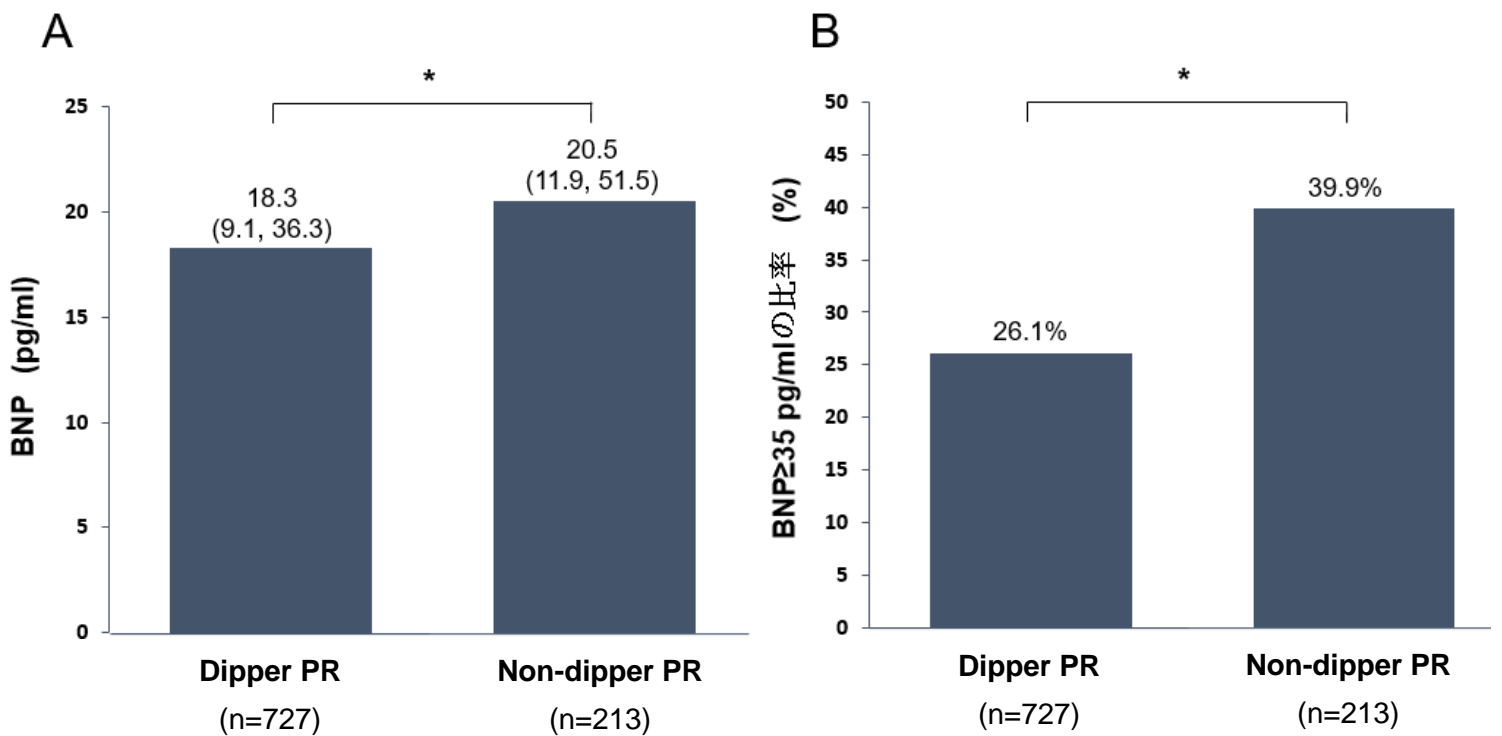 A
*
BNP (pg/ml)
25
20
15
10
5
0
18.3
(9.1, 36.3)
20.5
(11.9, 51.5)
Dipper PR
(n=727)
Non-dipper PR
(n=213)
B
*
BNP≥35 pg/mlの比率 (%)
50
45
40
35
30
25
20
15
10
5
0
26.1%
39.9%
Dipper PR
(n=727)
Non-dipper PR
(n=213)